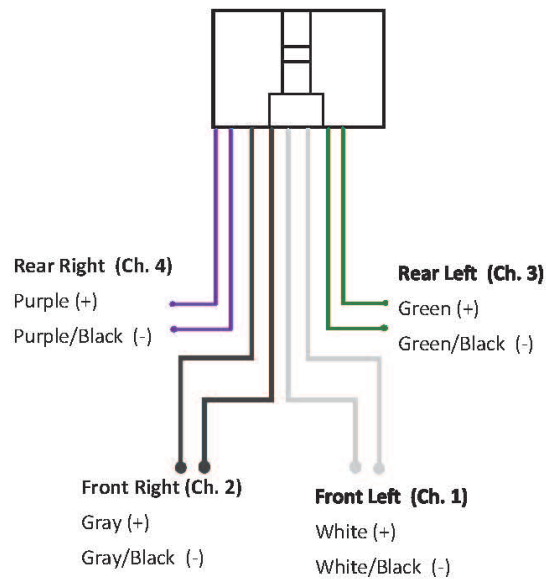 Rear Right (Ch. 4)
Purple (+)
Purple/Black (-)
Rear Left (Ch. 3)
Green (+)
Green/Black (-)
Front Right (Ch. 2)
Gray (+)
Gray/Black (-)
Front Left (Ch. 1)
White (+)
White/Black (-)